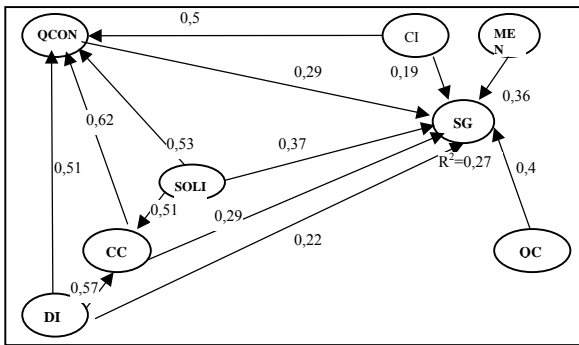 0,5
QCON
CI
ME
N
0,29
0,19
0,36
0,62
SG
0,53
0,37
R²=0,27
0,51
0,4
SOLI
0,51
0,29
0,22
CC
OC
0,57
DI